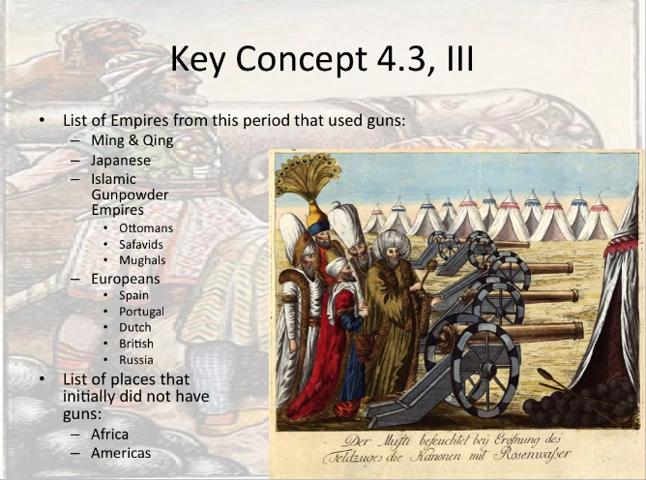 Key Concept 4.3, III
• List of Empires from this period that used guns:
– Ming & Qing
– Japanese
– Islamic
Gunpowder
Empires
• Ottomans
• Safavids
• Mughals
– Europeans
• Spain
• Portugal
• Dutch
• British
• Russia
• List of places that
initially did not have
guns:
– Africa
– Americas
Der Mufti befeuchtet beÿ Erofnung des
Feldzuges die Kanonen mit Rosenwaſser